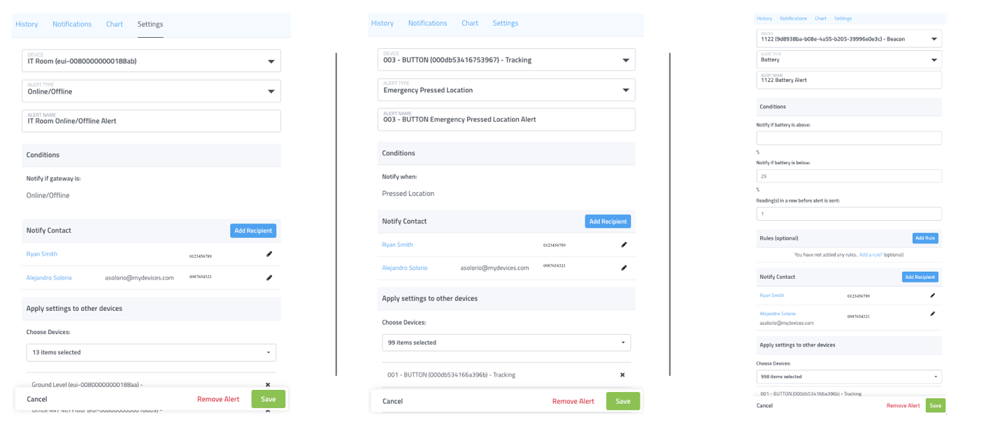 History Notifications Chart Settings
DEVICE
IT Room (eui-00800000000188ab)
ALERT TYPE
Online/Offline
ALERT NAME
IT Room Online/Offline Alert
Conditions
Notify if gateway is:
Online/Offline
Notify Contact Add Recipient
Ryan Smith 0123456789
Alejandro Solorio asolorio@mydevices.com 0987654321
Apply settings to other devices
Choose Devices:
13 items selected
Ground Level (eui-00800000000188aa) -
Cancel Remove Alert Save
History Notifications Chart Settings
DEVICE
003 - BUTTON (000db53416753967) - Tracking
ALERT TYPE
Emergency Pressed Location
ALERT NAME
003 - BUTTON Emergency Pressed Location Alert
Conditions
Notify when:
Pressed Location
Notify Contact Add Recipient
Ryan Smith 0123456789
Alejandro Solorio asolorio@mydevices.com 0987654321
Apply settings to other devices
Choose Devices:
99 items selected
001 - BUTTON (000db534166a396b) - Tracking
Cancel Remove Alert Save
History Notifications Chart Settings
DEVICE
1122 (9d8938ba-b08e-4a55-b205-39996e0e3c) - Beacon
ALERT TYPE
Battery
ALERT NAME
1122 Battery Alert
Conditions
Notify if battery is above:
%
Notify if battery is below:
25
%
Reading(s) in a row before alert is sent:
1
Rules (optional) Add Rule
You have not added any rules. Add a rule? (optional)
Notify Contact Add Recipient
Ryan Smith 0123456789
Alejandro Solorio 0987654321
asolorio@mydevices.com
Apply settings to other devices
Choose Devices:
998 items selected
001 - BUTTON (000db534166a396b) - Tracking
Cancel Remove Alert Save